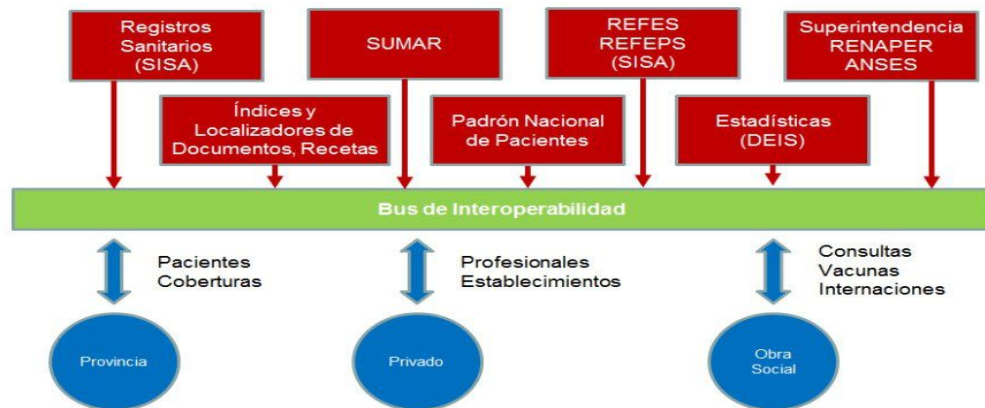 Registros
Sanitarios
(SISA)
SUMAR
REFES
REFEPS
(SISA)
Superintendencia
RENAPER
ANSES
Índices y
Localizadores de
Documentos, Recetas
Padrón Nacional
de Pacientes
Estadísticas
(DEIS)
Bus de Interoperabilidad
Pacientes
Coberturas
Profesionales
Establecimientos
Consultas
Vacunas
Internaciones
Provincia
Privado
Obra
Social